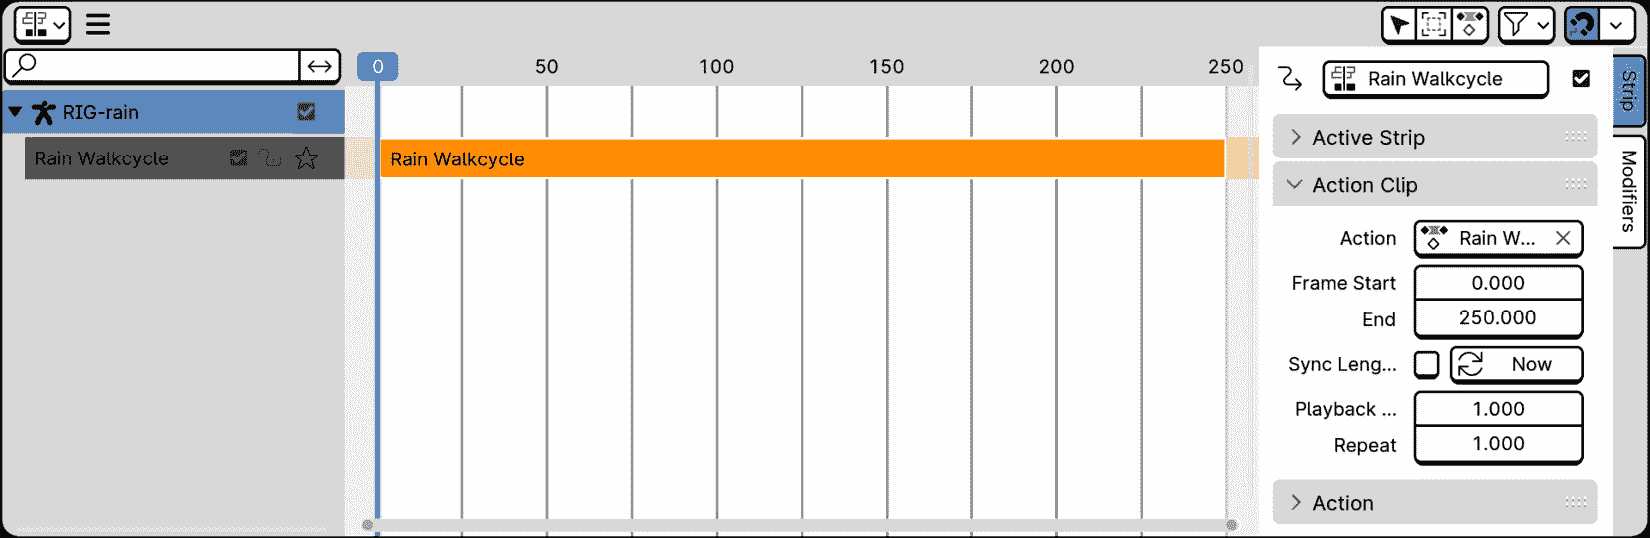 0 50 100 150 200 250
Rain Walkcycle
RIG-rain
Rain Walkcycle
Rain Walkcycle
Strip
Modifiers
Active Strip
Action Clip
Action Rain W...
Frame Start 0.000
End 250.000
Sync Leng... Now
Playback ... 1.000
Repeat 1.000
Action